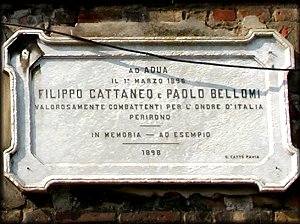 AD ADUA
IL 1º MARZO 1896
FILIPPO CATTANEO E PAOLO BELLOMI
VALOROSAMENTE COMBATTENTI PER L'ONORE D'ITALIA
PERIRONO
IN MEMORIA — AD ESEMPIO
1898